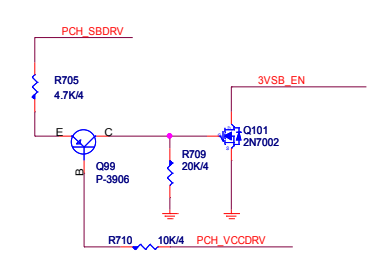 PCH_SBDRV
R705
4.7K/4
3VSB_EN
E
C
Q101
2N7002
B
Q99
P-3906
R709
20K/4
R710
10K/4
PCH_VCCDRV